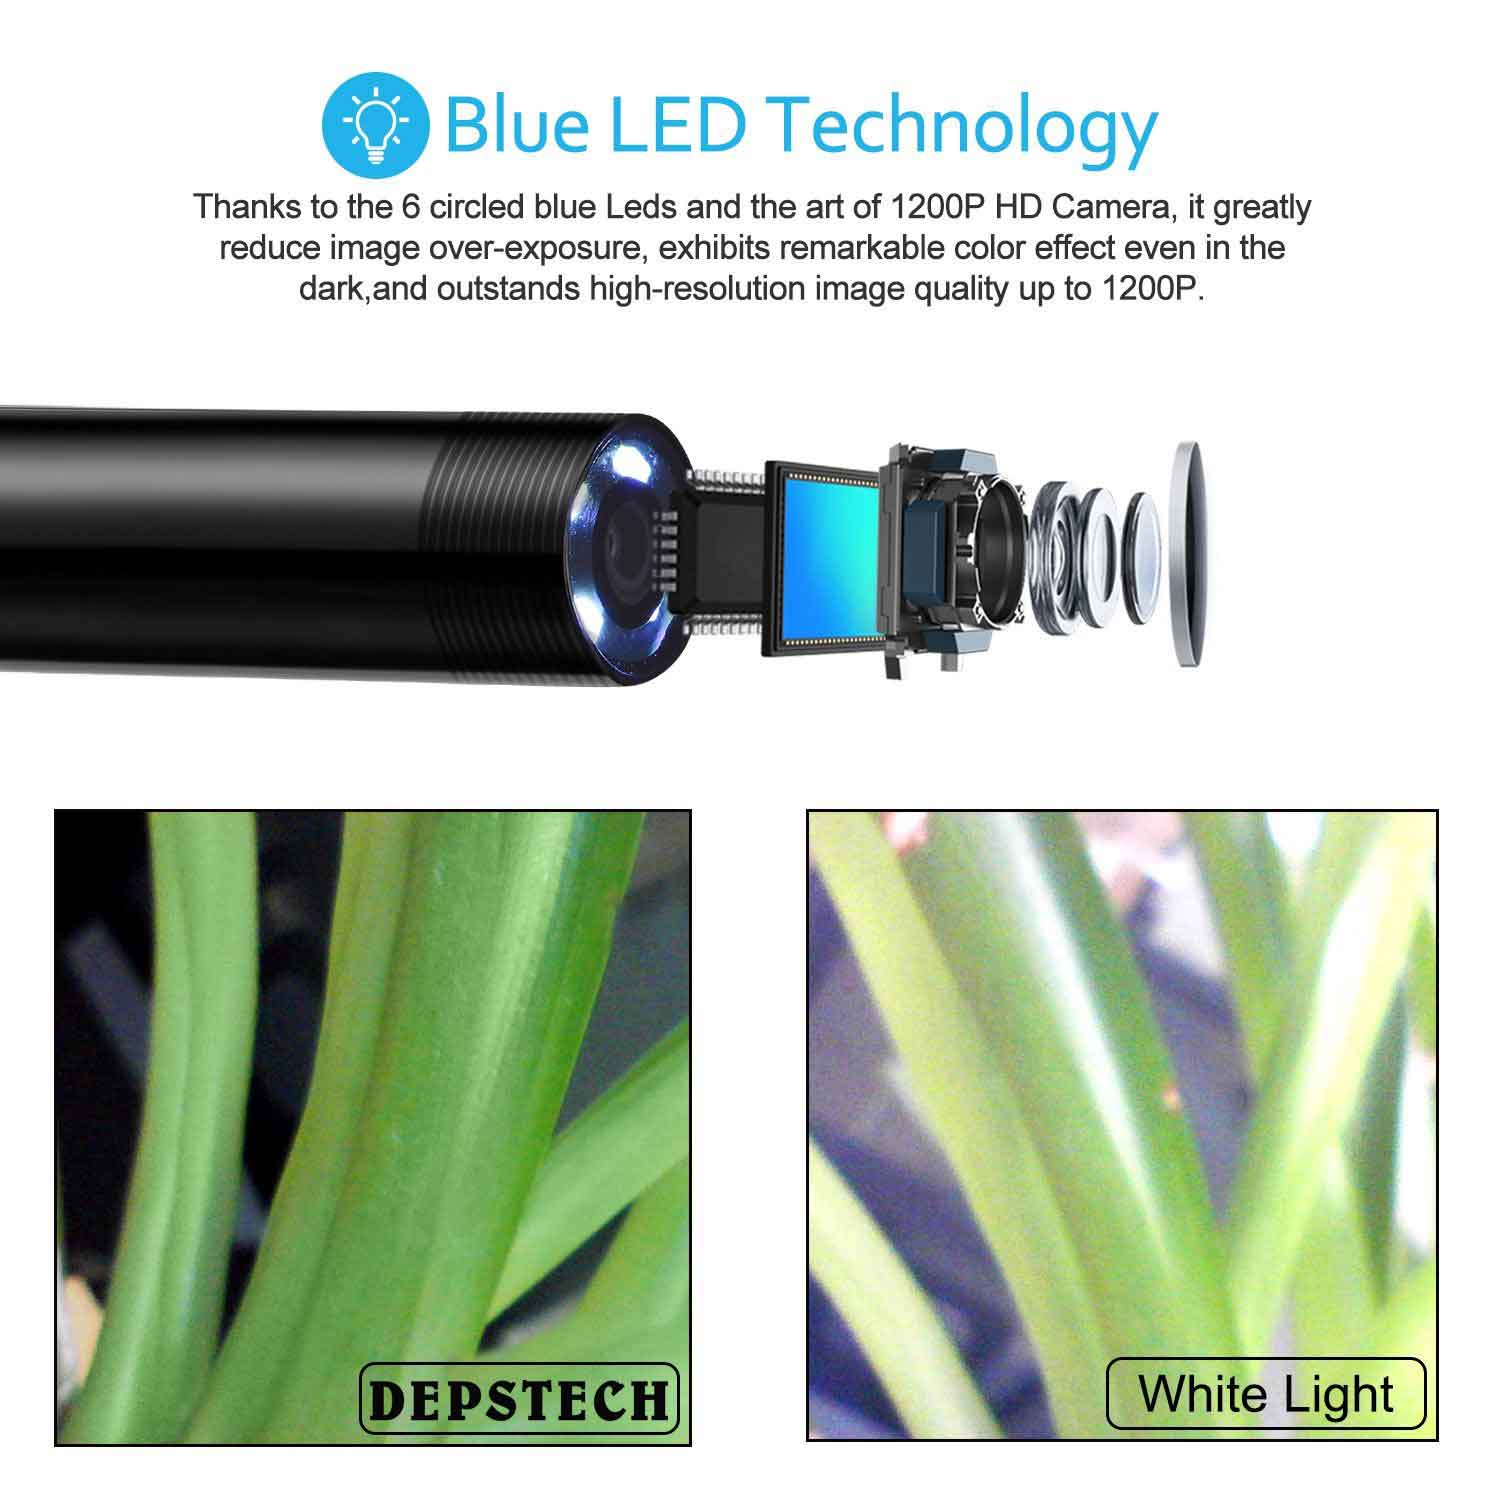 Blue LED Technology
Thanks to the 6 circled blue Leds and the art of 1200P HD Camera, it greatly
reduce image over-exposure, exhibits remarkable color effect even in the
dark,and outstands high-resolution image quality up to 1200P.
DEPSTECH
White Light